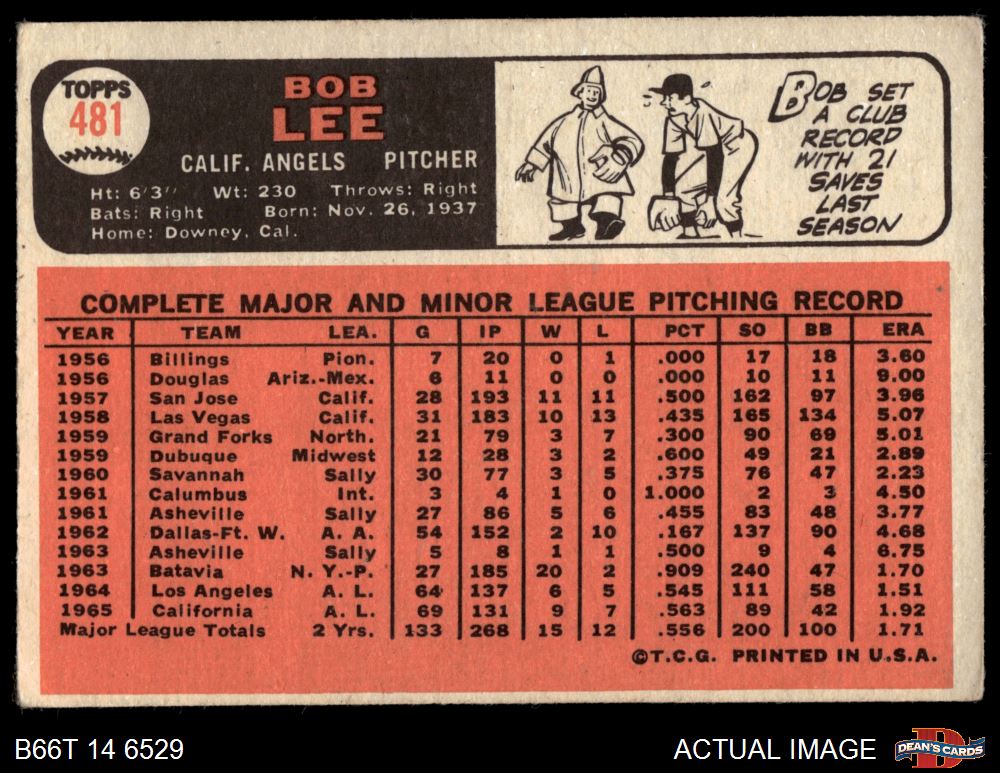 TOPPS
481
BOB
LEE
CALIF. ANGELS PITCHER
Ht: 6'3" Wt: 230 Throws: Right
Bats: Right Born: Nov. 26, 1937
Home: Downey, Cal.
BOB SET
A CLUB
RECORD
WITH 21
SAVES
LAST
SEASON
COMPLETE MAJOR AND MINOR LEAGUE PITCHING RECORD
YEAR TEAM LEA. G IP W L PCT SO BB ERA
1956 Billings Pion. 7 20 0 1 .000 17 18 3.60
1956 Douglas Ariz.-Mex. 6 11 0 0 .000 10 11 9.00
1957 San Jose Calif. 28 193 11 11 .500 162 97 3.96
1958 Las Vegas Calif. 31 183 10 13 .435 165 134 5.07
1959 Grand Forks North. 21 79 3 7 .300 90 69 5.01
1959 Dubuque Midwest 12 28 3 2 .600 49 21 2.89
1960 Savannah Sally 30 77 3 5 .375 76 47 2.23
1961 Calumbus Int. 3 4 1 0 1.000 2 3 4.50
1961 Asheville Sally 27 86 5 6 .455 83 48 3.77
1962 Dallas-Ft. W. A. A. 54 152 2 10 .167 137 90 4.68
1963 Asheville Sally 5 8 1 1 .500 9 4 6.75
1963 Batavia N. Y.-P. 27 185 20 2 .909 240 47 1.70
1964 Los Angeles A. L. 64 137 6 5 .545 111 58 1.51
1965 California A. L. 69 131 9 7 .563 89 42 1.92
Major League Totals 2 Yrs. 133 268 15 12 .556 200 100 1.71
©T.C.G. PRINTED IN U.S.A.
B66T 14 6529
ACTUAL IMAGE
D
DEAN'S CARDS